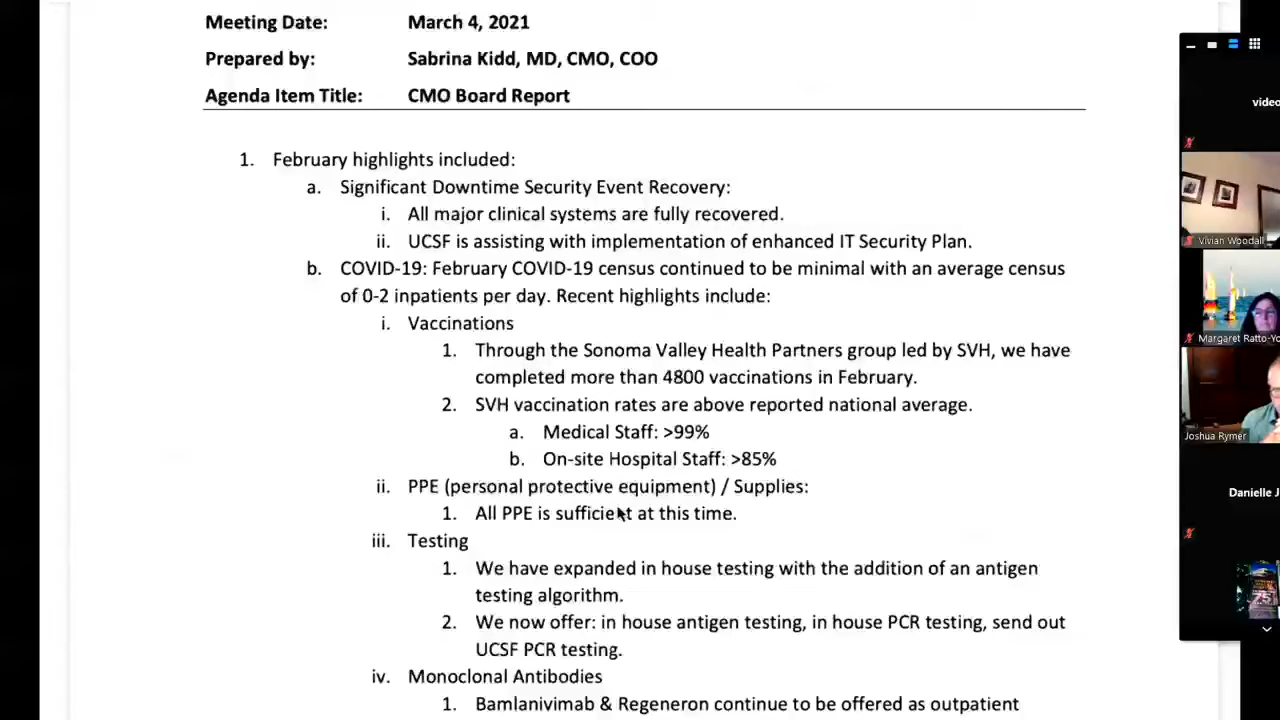 Meeting Date: March 4, 2021
Prepared by: Sabrina Kidd, MD, CMO, COO
Agenda Item Title: CMO Board Report
1. February highlights included:
a. Significant Downtime Security Event Recovery:
i. All major clinical systems are fully recovered.
ii. UCSF is assisting with implementation of enhanced IT Security Plan.
b. COVID-19: February COVID-19 census continued to be minimal with an average census
of 0-2 inpatients per day. Recent highlights include:
i. Vaccinations
1. Through the Sonoma Valley Health Partners group led by SVH, we have
completed more than 4800 vaccinations in February.
2. SVH vaccination rates are above reported national average.
a. Medical Staff: >99%
b. On-site Hospital Staff: >85%
ii. PPE (personal protective equipment) / Supplies:
1. All PPE is sufficient at this time.
iii. Testing
1. We have expanded in house testing with the addition of an antigen
testing algorithm.
2. We now offer: in house antigen testing, in house PCR testing, send out
UCSF PCR testing.
iv. Monoclonal Antibodies
1. Bamlanivimab & Regeneron continue to be offered as outpatient
video
Vivian Woodall
Margaret Ratto-Yo
Joshua Rymer
Danielle J